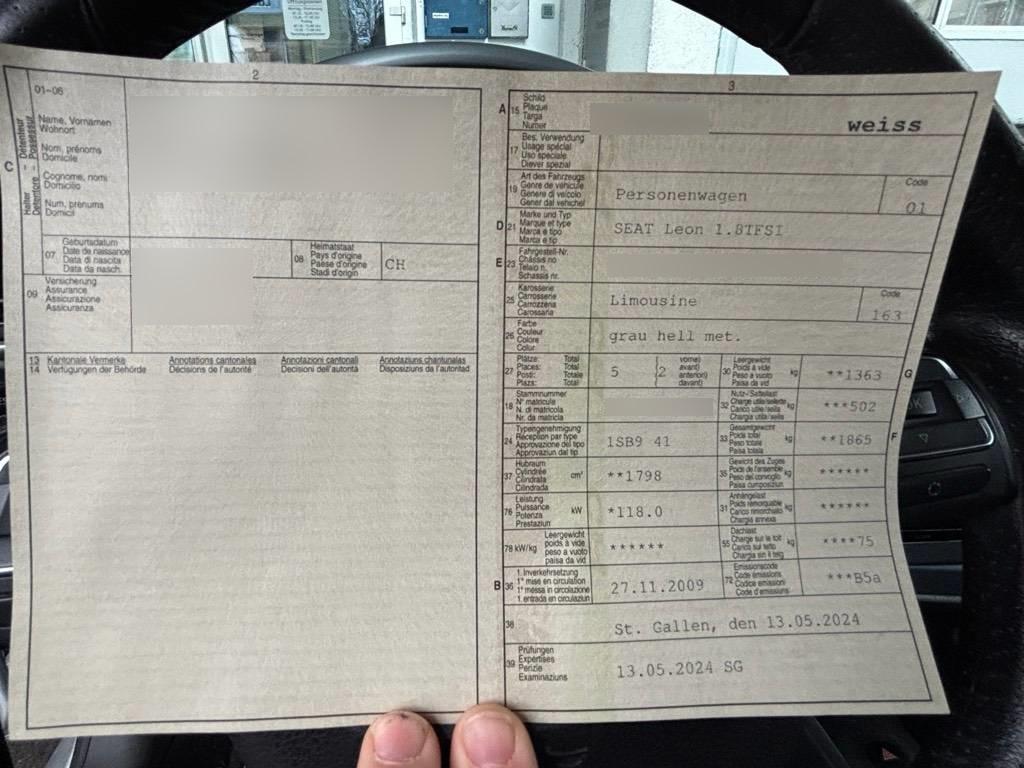 2
01-06
Name, Vornamen
Wohnort
Nom, prénoms
Domicile
Cognome, nomi
Domicilio
Num, prenums
Domicil
C
Halter Détenteur
Detentore Possessur
07
Geburtsdatum
Date de naissance
Data di nascita
Data da nasch.
08
Heimatstaat
Pays d'origine
Paese d'origine
Stadi d'origin
CH
09
Versicherung
Assurance
Assicurazione
Assicuranza
13 Kantonale Vermerke Annotations cantonales Annotazioni cantonali Annotaziuns chantunales
14 Verfügungen der Behörde Décisions de l'autorité Decisioni dell'autorità Disposiziuns da l'autoritad
3
A 15
Schild
Plaque
Targa
Numer
weiss
17
Bes. Verwendung
Usage spécial
Uso speciale
Diever spezial
19
Art des Fahrzeugs
Genre de véhicule
Genere di veicolo
Gener dal vehichel
Personenwagen
Code
01
D 21
Marke und Typ
Marque et type
Marca e tipo
Marca e tip
SEAT Leon 1.8TFSI
E 23
Fahrgestell-Nr.
Châssis no
Telaio n.
Schassis nr.
25
Karosserie
Carrosserie
Carrozzeria
Carossaria
Limousine
Code
163
26
Farbe
Couleur
Colore
Colur
grau hell met.
27
Plätze: Total
Places: Total
Posti: Totale
Plazs: Total
5
(2
vorne)
avant)
anteriori)
davant)
30
Leergewicht
Poids à vide
Peso a vuoto
Paisa da vid
kg
**1363
G
18
Stammnummer
N° matricule
N. di matricola
Nr. da matricla
32
Nutz-/Sattellast
Charge utile/sellette
Carico utile/sella
Chargia utila/sella
kg
***502
24
Typengenehmigung
Réception par type
Approvazione del tipo
Approvaziun dal tip
1SB9 41
33
Gesamtgewicht
Poids total
Peso totale
Paisa totala
kg
**1865
F
37
Hubraum
Cylindrée
Cilindrata
Cilindrada
cm³
**1798
35
Gewicht des Zuges
Poids de l'ensemble
Peso del convoglio
Paisa cumposiziun
kg
******
76
Leistung
Puissance
Potenza
Prestaziun
kW
*118.0
31
Anhängelast
Poids remorquable
Carico rimorchiato
Chargia annexa
kg
******
78 kW/kg
Leergewicht
poids à vide
peso a vuoto
paisa da vid
******
55
Dachlast
Charge sur le toit
Carico sul tetto
Chargia sin il tetg
kg
****75
B 36
1. Inverkehrsetzung
1re mise en circulation
1a messa in circolazione
1. entrada en circulaziun
27.11.2009
72
Emissionscode
Code émissions
Codice emissioni
Code d'emissiuns
***B5a
38
St. Gallen, den 13.05.2024
39
Prüfungen
Expertises
Perizie
Examinaziuns
13.05.2024 SG